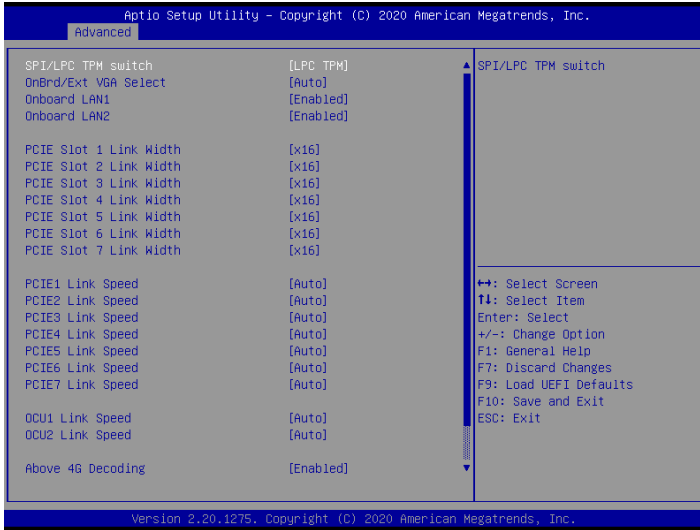 Aptio Setup Utility – Copyright (C) 2020 American Megatrends, Inc.
Advanced
SPI/LPC TPM switch [LPC TPM]
OnBrd/Ext VGA Select [Auto]
Onboard LAN1 [Enabled]
Onboard LAN2 [Enabled]
PCIE Slot 1 Link Width [x16]
PCIE Slot 2 Link Width [x16]
PCIE Slot 3 Link Width [x16]
PCIE Slot 4 Link Width [x16]
PCIE Slot 5 Link Width [x16]
PCIE Slot 6 Link Width [x16]
PCIE Slot 7 Link Width [x16]
PCIE1 Link Speed [Auto]
PCIE2 Link Speed [Auto]
PCIE3 Link Speed [Auto]
PCIE4 Link Speed [Auto]
PCIE5 Link Speed [Auto]
PCIE6 Link Speed [Auto]
PCIE7 Link Speed [Auto]
OCU1 Link Speed [Auto]
OCU2 Link Speed [Auto]
Above 4G Decoding [Enabled]
SPI/LPC TPM switch
↔: Select Screen
↑↓: Select Item
Enter: Select
+/-: Change Option
F1: General Help
F7: Discard Changes
F9: Load UEFI Defaults
F10: Save and Exit
ESC: Exit
Version 2.20.1275. Copyright (C) 2020 American Megatrends, Inc.